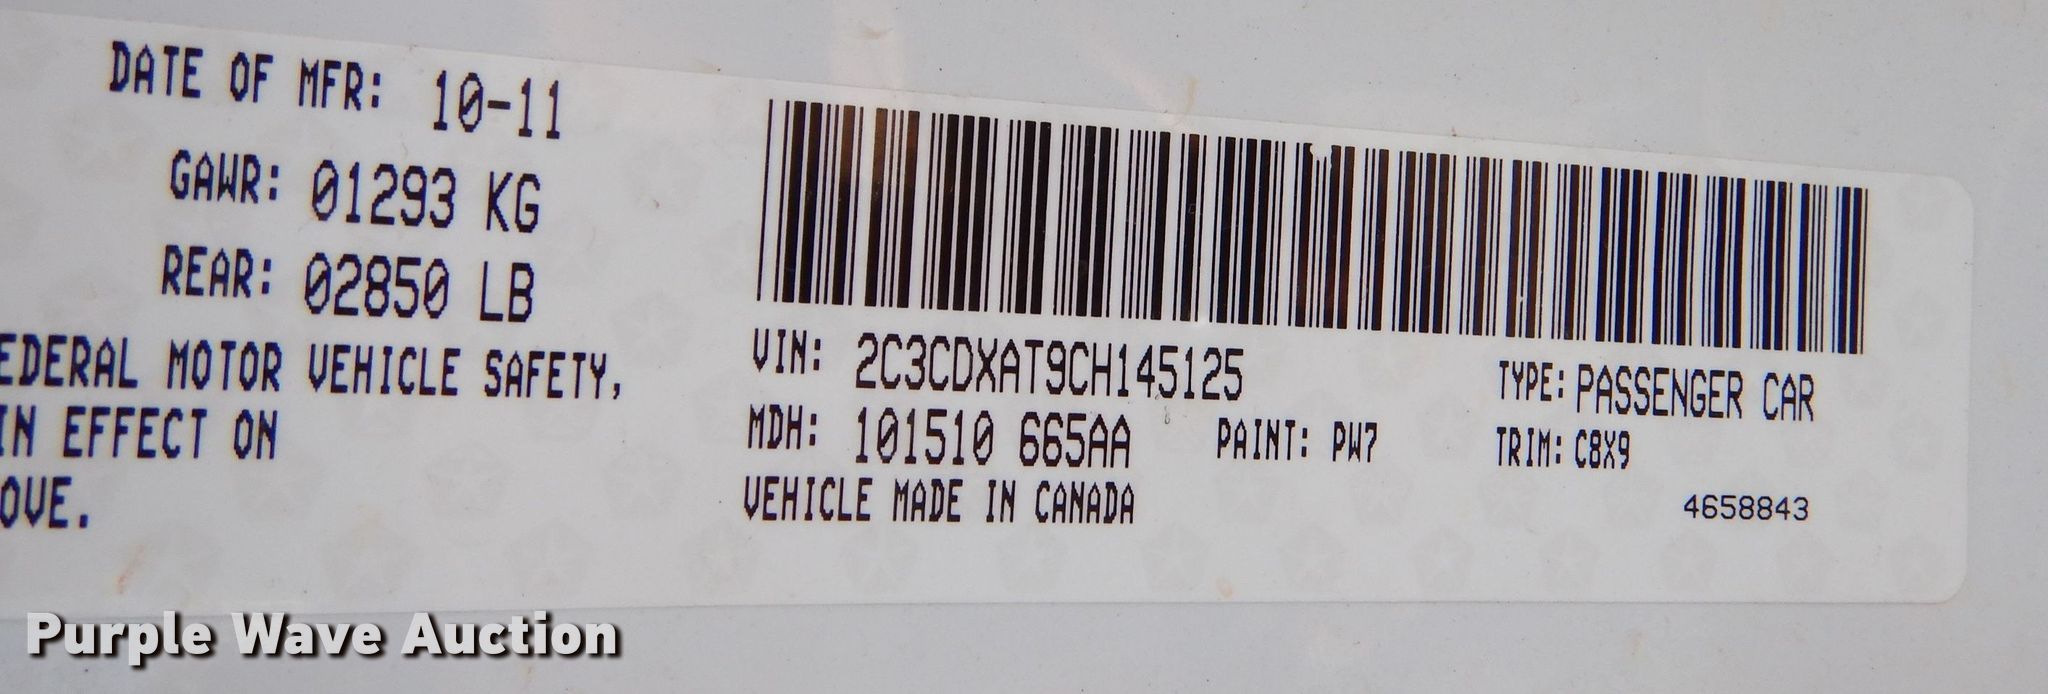 DATE OF MFR: 10-11
GAWR: 01293 KG
REAR: 02850 LB
EDERAL MOTOR VEHICLE SAFETY,
IN EFFECT ON
OVE.
VIN: 2C3CDXAT9CH145125
TYPE: PASSENGER CAR
MDH: 101510 665AA
PAINT: PW7
TRIM: C8X9
VEHICLE MADE IN CANADA
4658843
Purple Wave Auction